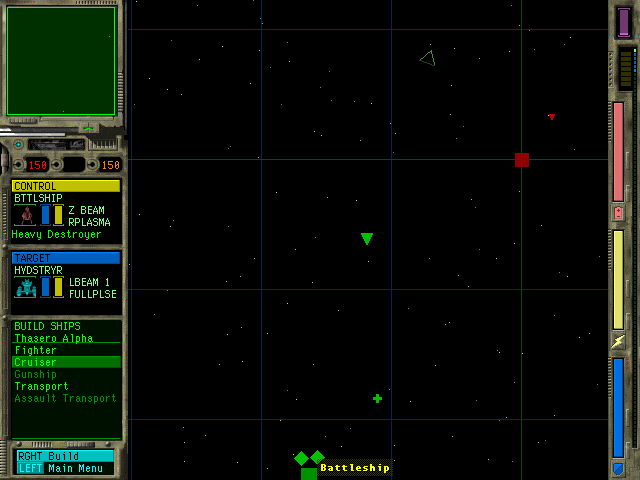 150 150
CONTROL
BTTLSHIP
Z BEAM
RPLASMA
Heavy Destroyer
TARGET
HVDSTRYR
LBEAM 1
FULLPLSE
BUILD SHIPS
Thasero Alpha
Fighter
Cruiser
Gunship
Transport
Assault Transport
RGHT Build
LEFT Main Menu
Battleship